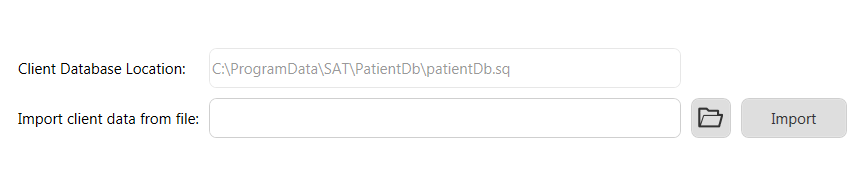 Client Database Location: C:\ProgramData\SAT\PatientDb\patientDb.sq
Import client data from file: Import